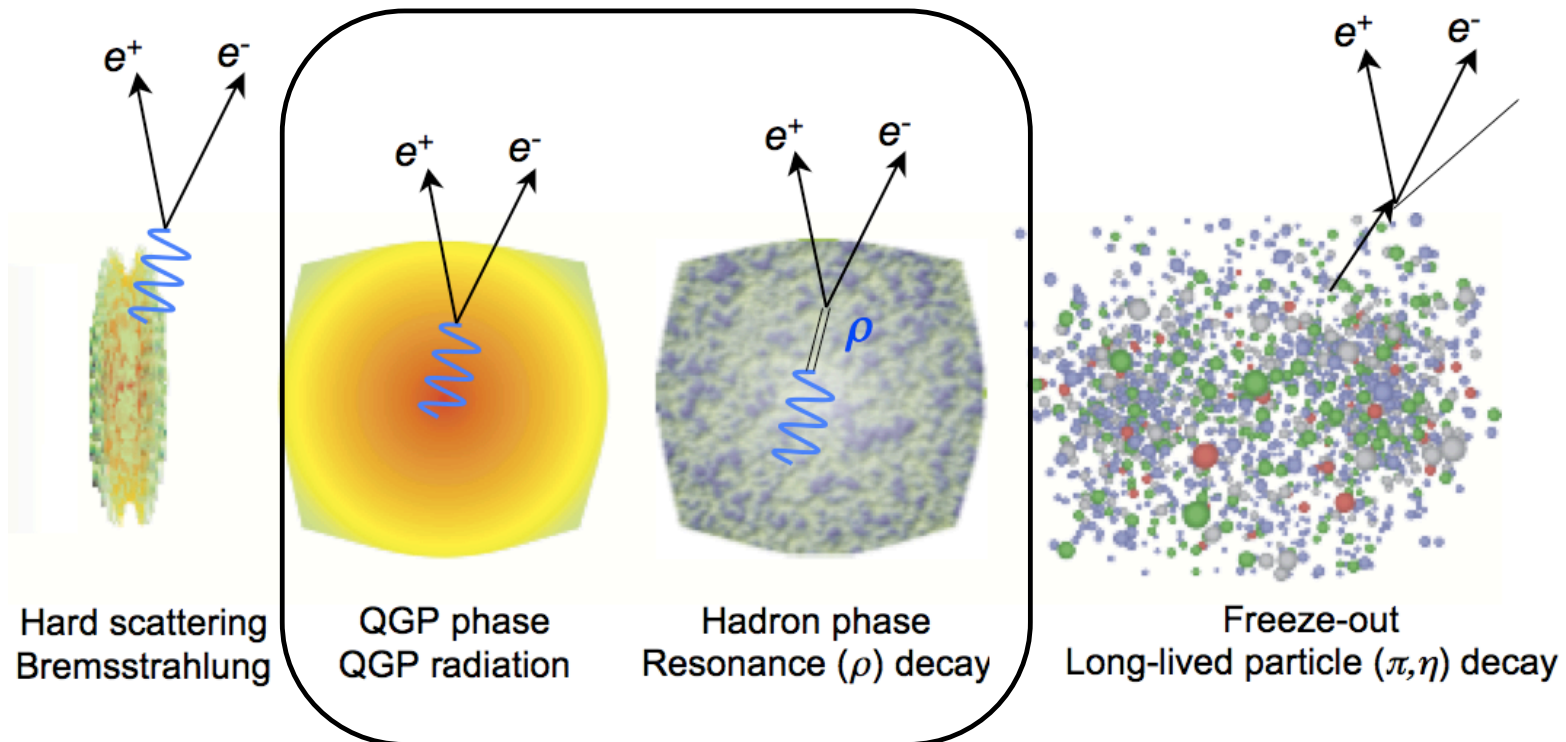 e⁺ e⁻
e⁺ e⁻
e⁺ e⁻
e⁺ e⁻
ρ
Hard scattering
Bremsstrahlung
QGP phase
QGP radiation
Hadron phase
Resonance (ρ) decay
Freeze-out
Long-lived particle (π,η) decay